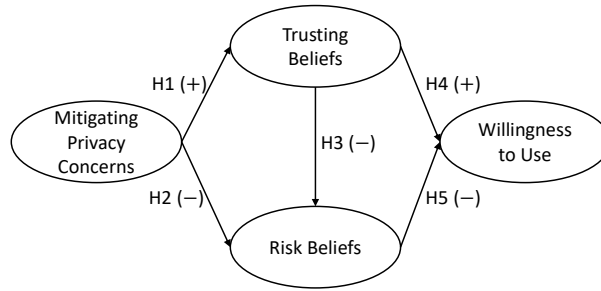 Trusting
Beliefs
H1 (+)
H4 (+)
Mitigating
Privacy
Concerns
H3 (−)
Willingness
to Use
H2 (−)
H5 (−)
Risk Beliefs